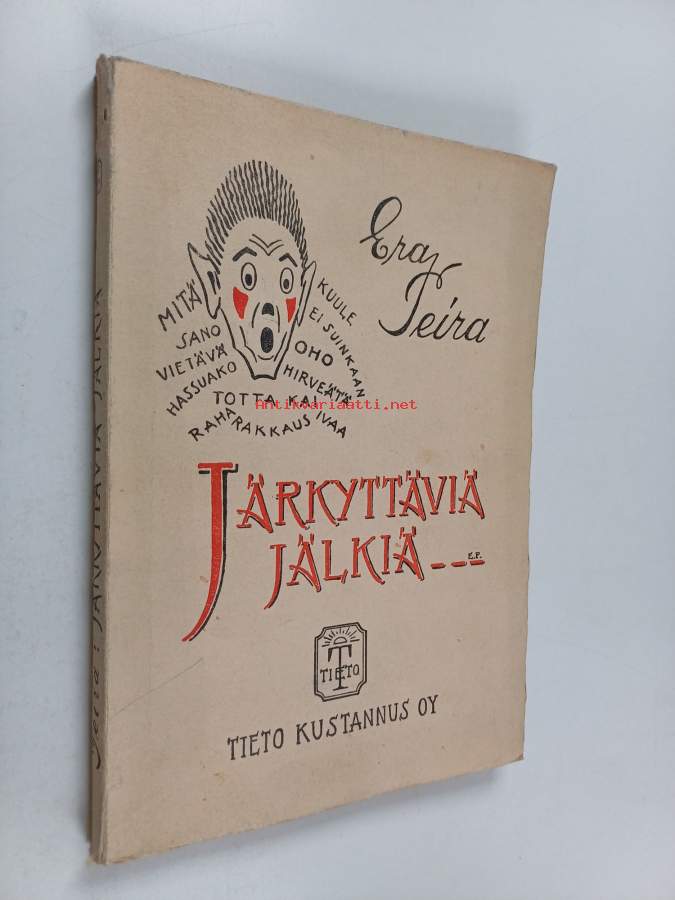 Era Peira
MITÄ
SANO
VIETÄVÄ
HASSUAKO
KUULE
EI SUINKAAN
OHO
HIRVEÄTÄ
TOTTA KAI
RAHA RAKKAUS IVAA
Antikvariaatti.net
JÄRKYTTÄVIÄ
JÄLKIÄ---
E.P.
T
TIETO
TIETO KUSTANNUS OY
Peira: JÄRKYTTÄVIÄ JÄLKIÄ